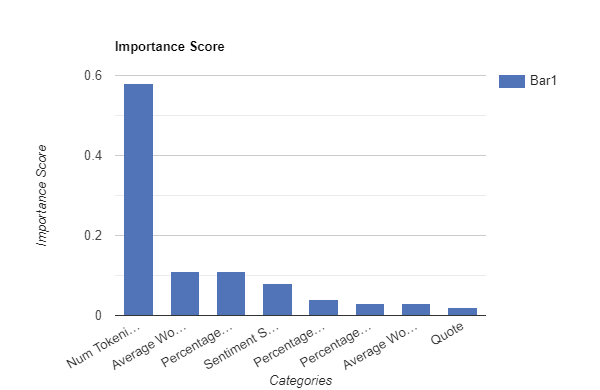 Importance Score
Bar1
0.6
0.4
0.2
0
Importance Score
Num Tokeni...
Average Wo...
Percentage...
Sentiment S...
Percentage...
Percentage...
Average Wo...
Quote
Categories